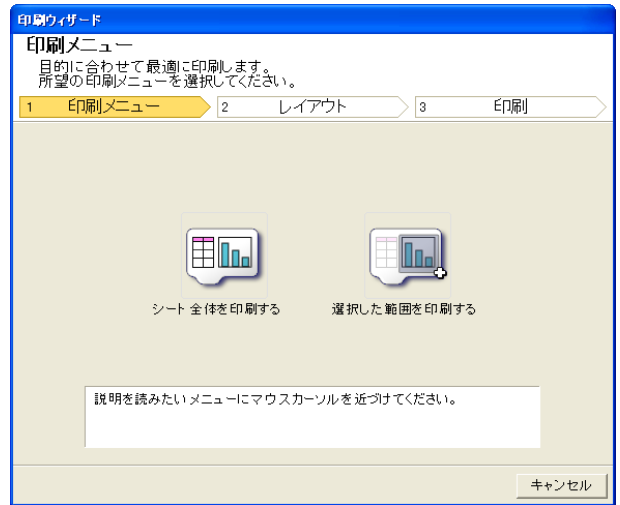 印刷ウィザード
印刷メニュー
目的に合わせて最適に印刷します。
所望の印刷メニューを選択してください。
1 印刷メニュー 2 レイアウト 3 印刷
シート全体を印刷する 選択した範囲を印刷する
説明を読みたいメニューにマウスカーソルを近づけてください。
キャンセル